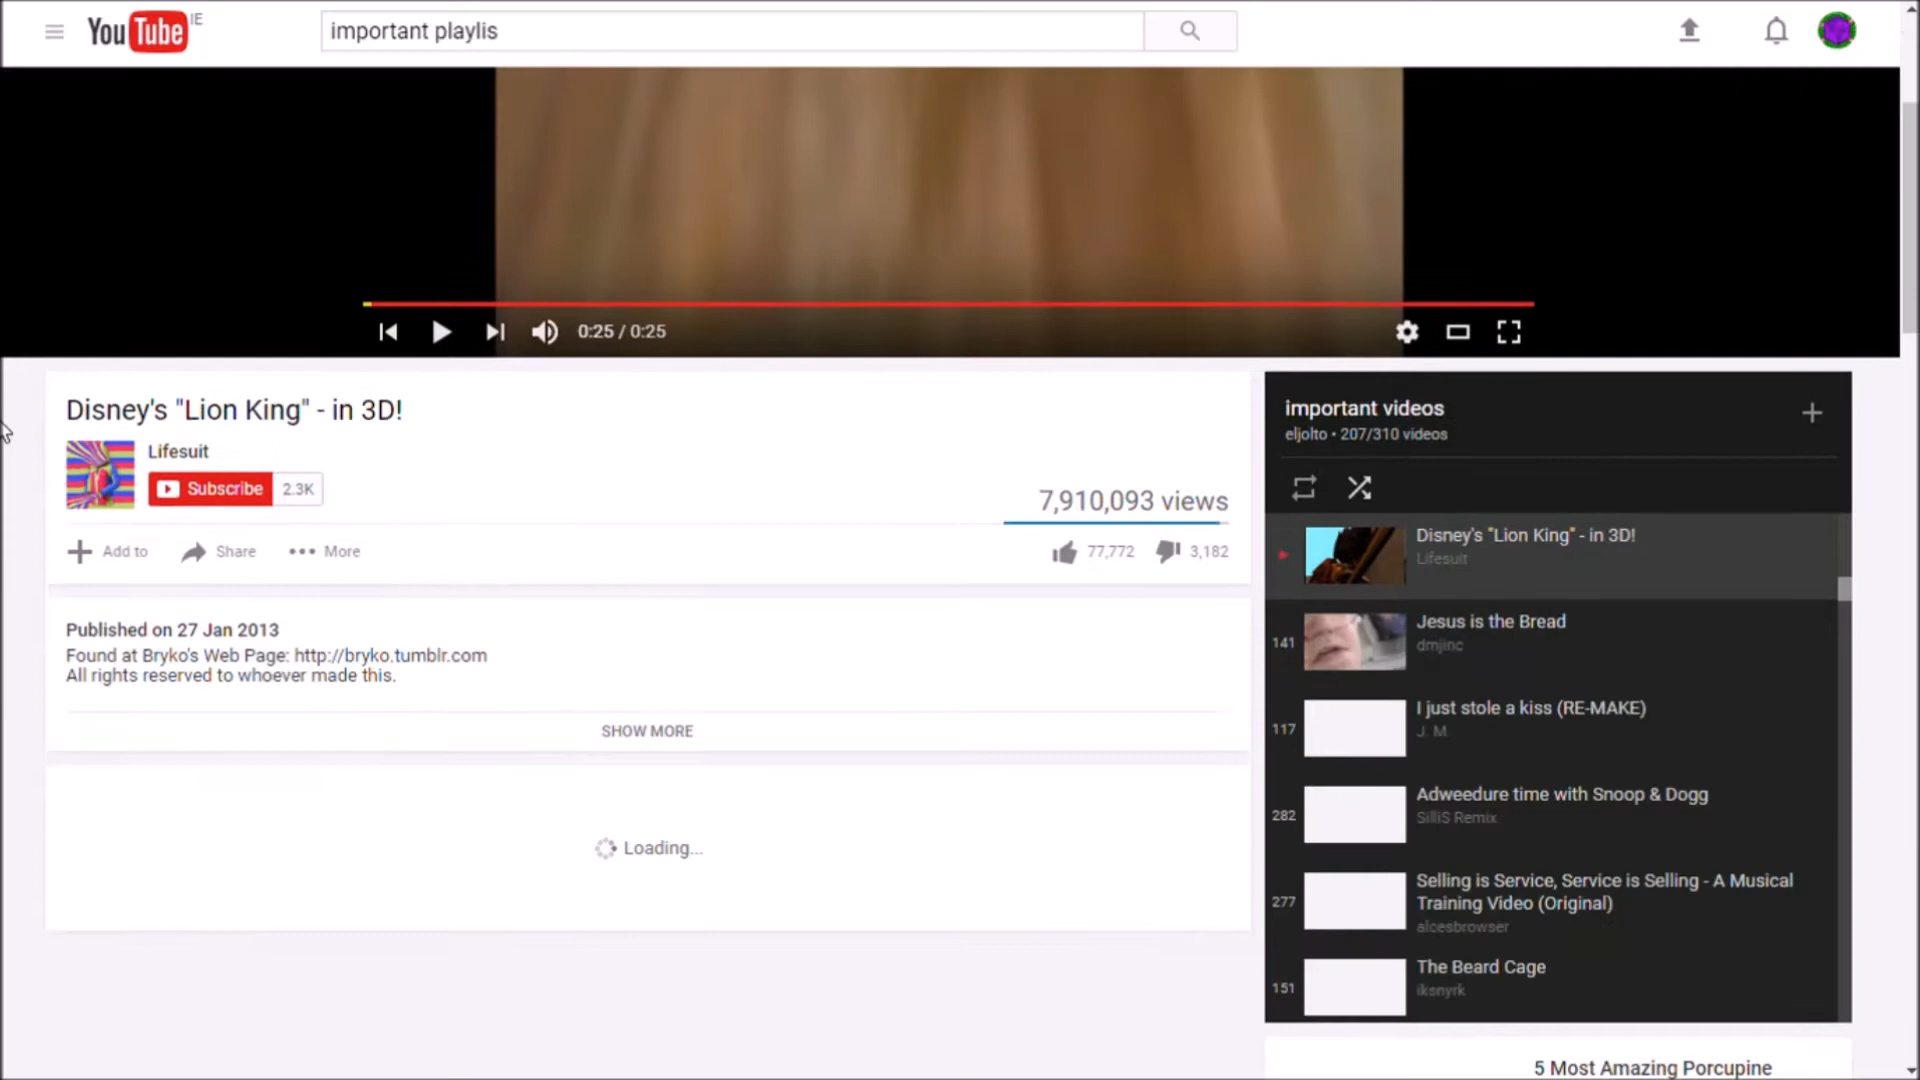 YouTube IE
important playlis
0:25 / 0:25
Disney's "Lion King" - in 3D!
Lifesuit
Subscribe 2.3K
7,910,093 views
Add to Share More 77,772 3,182
Published on 27 Jan 2013
Found at Bryko's Web Page: http://bryko.tumblr.com
All rights reserved to whoever made this.
SHOW MORE
Loading...
important videos
eljolto • 207/310 videos
Disney's "Lion King" - in 3D!
Lifesuit
141 Jesus is the Bread
dmjinc
117 I just stole a kiss (RE-MAKE)
J. M.
282 Adweedure time with Snoop & Dogg
SilliS Remix
277 Selling is Service, Service is Selling - A Musical
Training Video (Original)
alcesbrowser
151 The Beard Cage
iksnyrk
5 Most Amazing Porcupine